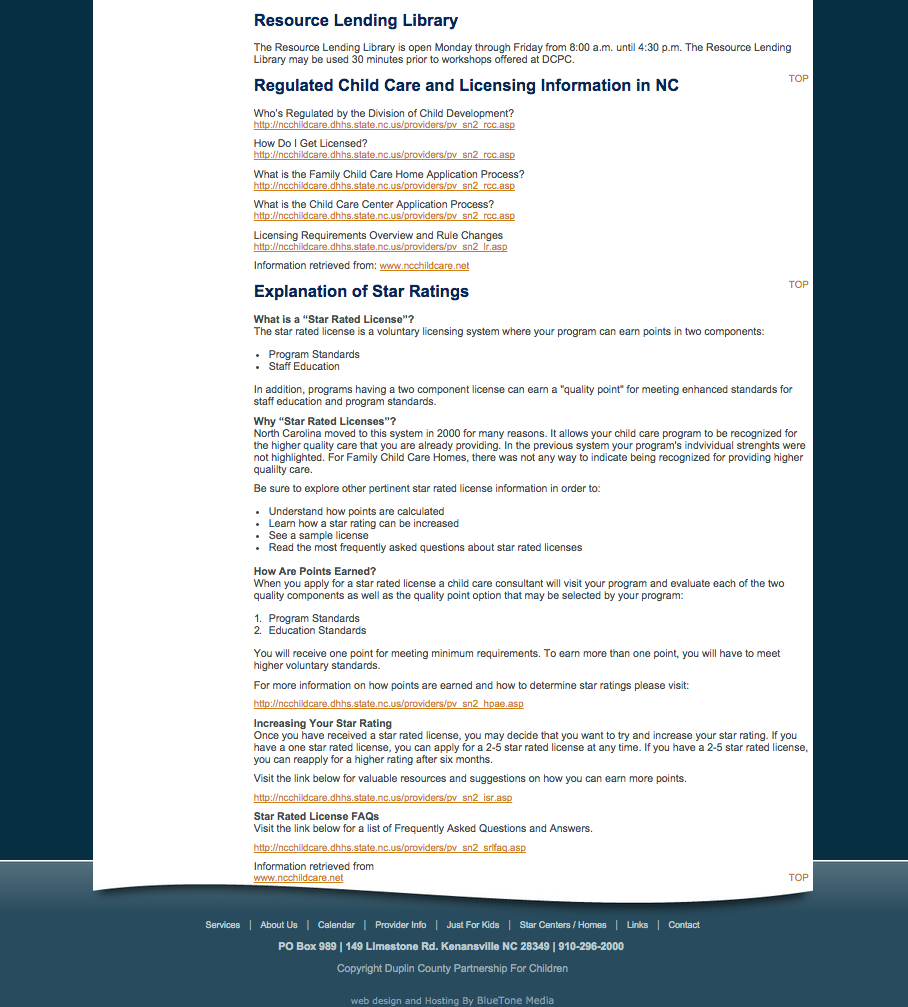 Resource Lending Library
The Resource Lending Library is open Monday through Friday from 8:00 a.m. until 4:30 p.m. The Resource Lending
Library may be used 30 minutes prior to workshops offered at DCPC.
TOP
Regulated Child Care and Licensing Information in NC
Who's Regulated by the Division of Child Development?
http://ncchildcare.dhhs.state.nc.us/providers/pv_sn2_rcc.asp
How Do I Get Licensed?
http://ncchildcare.dhhs.state.nc.us/providers/pv_sn2_rcc.asp
What is the Family Child Care Home Application Process?
http://ncchildcare.dhhs.state.nc.us/providers/pv_sn2_rcc.asp
What is the Child Care Center Application Process?
http://ncchildcare.dhhs.state.nc.us/providers/pv_sn2_rcc.asp
Licensing Requirements Overview and Rule Changes
http://ncchildcare.dhhs.state.nc.us/providers/pv_sn2_lr.asp
Information retrieved from: www.ncchildcare.net
TOP
Explanation of Star Ratings
What is a “Star Rated License”?
The star rated license is a voluntary licensing system where your program can earn points in two components:
• Program Standards
• Staff Education
In addition, programs having a two component license can earn a "quality point" for meeting enhanced standards for
staff education and program standards.
Why “Star Rated Licenses”?
North Carolina moved to this system in 2000 for many reasons. It allows your child care program to be recognized for
the higher quality care that you are already providing. In the previous system your program's indvividual strenghts were
not highlighted. For Family Child Care Homes, there was not any way to indicate being recognized for providing higher
qualilty care.
Be sure to explore other pertinent star rated license information in order to:
• Understand how points are calculated
• Learn how a star rating can be increased
• See a sample license
• Read the most frequently asked questions about star rated licenses
How Are Points Earned?
When you apply for a star rated license a child care consultant will visit your program and evaluate each of the two
quality components as well as the quality point option that may be selected by your program:
1. Program Standards
2. Education Standards
You will receive one point for meeting minimum requirements. To earn more than one point, you will have to meet
higher voluntary standards.
For more information on how points are earned and how to determine star ratings please visit:
http://ncchildcare.dhhs.state.nc.us/providers/pv_sn2_hpae.asp
Increasing Your Star Rating
Once you have received a star rated license, you may decide that you want to try and increase your star rating. If you
have a one star rated license, you can apply for a 2-5 star rated license at any time. If you have a 2-5 star rated license,
you can reapply for a higher rating after six months.
Visit the link below for valuable resources and suggestions on how you can earn more points.
http://ncchildcare.dhhs.state.nc.us/providers/pv_sn2_isr.asp
Star Rated License FAQs
Visit the link below for a list of Frequently Asked Questions and Answers.
http://ncchildcare.dhhs.state.nc.us/providers/pv_sn2_srlfaq.asp
Information retrieved from
www.ncchildcare.net
TOP
Services | About Us | Calendar | Provider Info | Just For Kids | Star Centers / Homes | Links | Contact
PO Box 989 | 149 Limestone Rd. Kenansville NC 28349 | 910-296-2000
Copyright Duplin County Partnership For Children
web design and Hosting By BlueTone Media